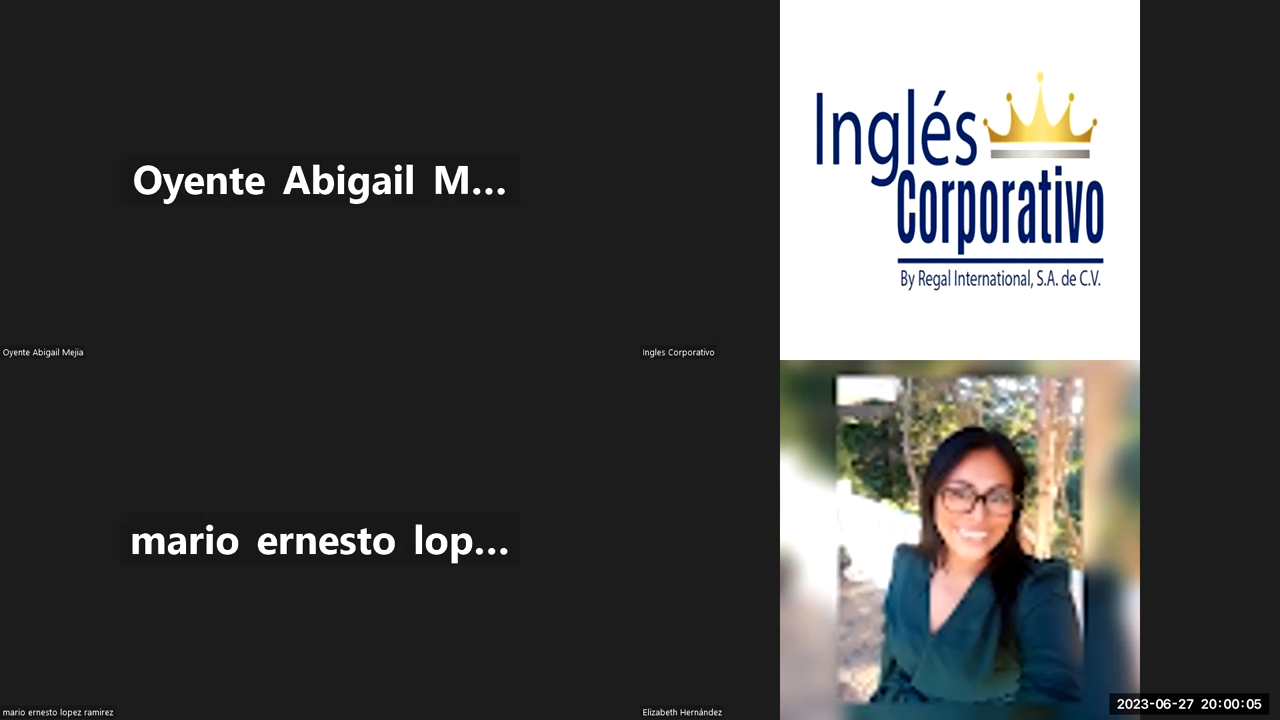 Oyente Abigail M...
Oyente Abigail Mejia
Inglés
Corporativo
By Regal International, S.A. de C.V.
Ingles Corporativo
mario ernesto lop...
mario ernesto lopez ramirez
Elizabeth Hernández
2023-06-27 20:00:05